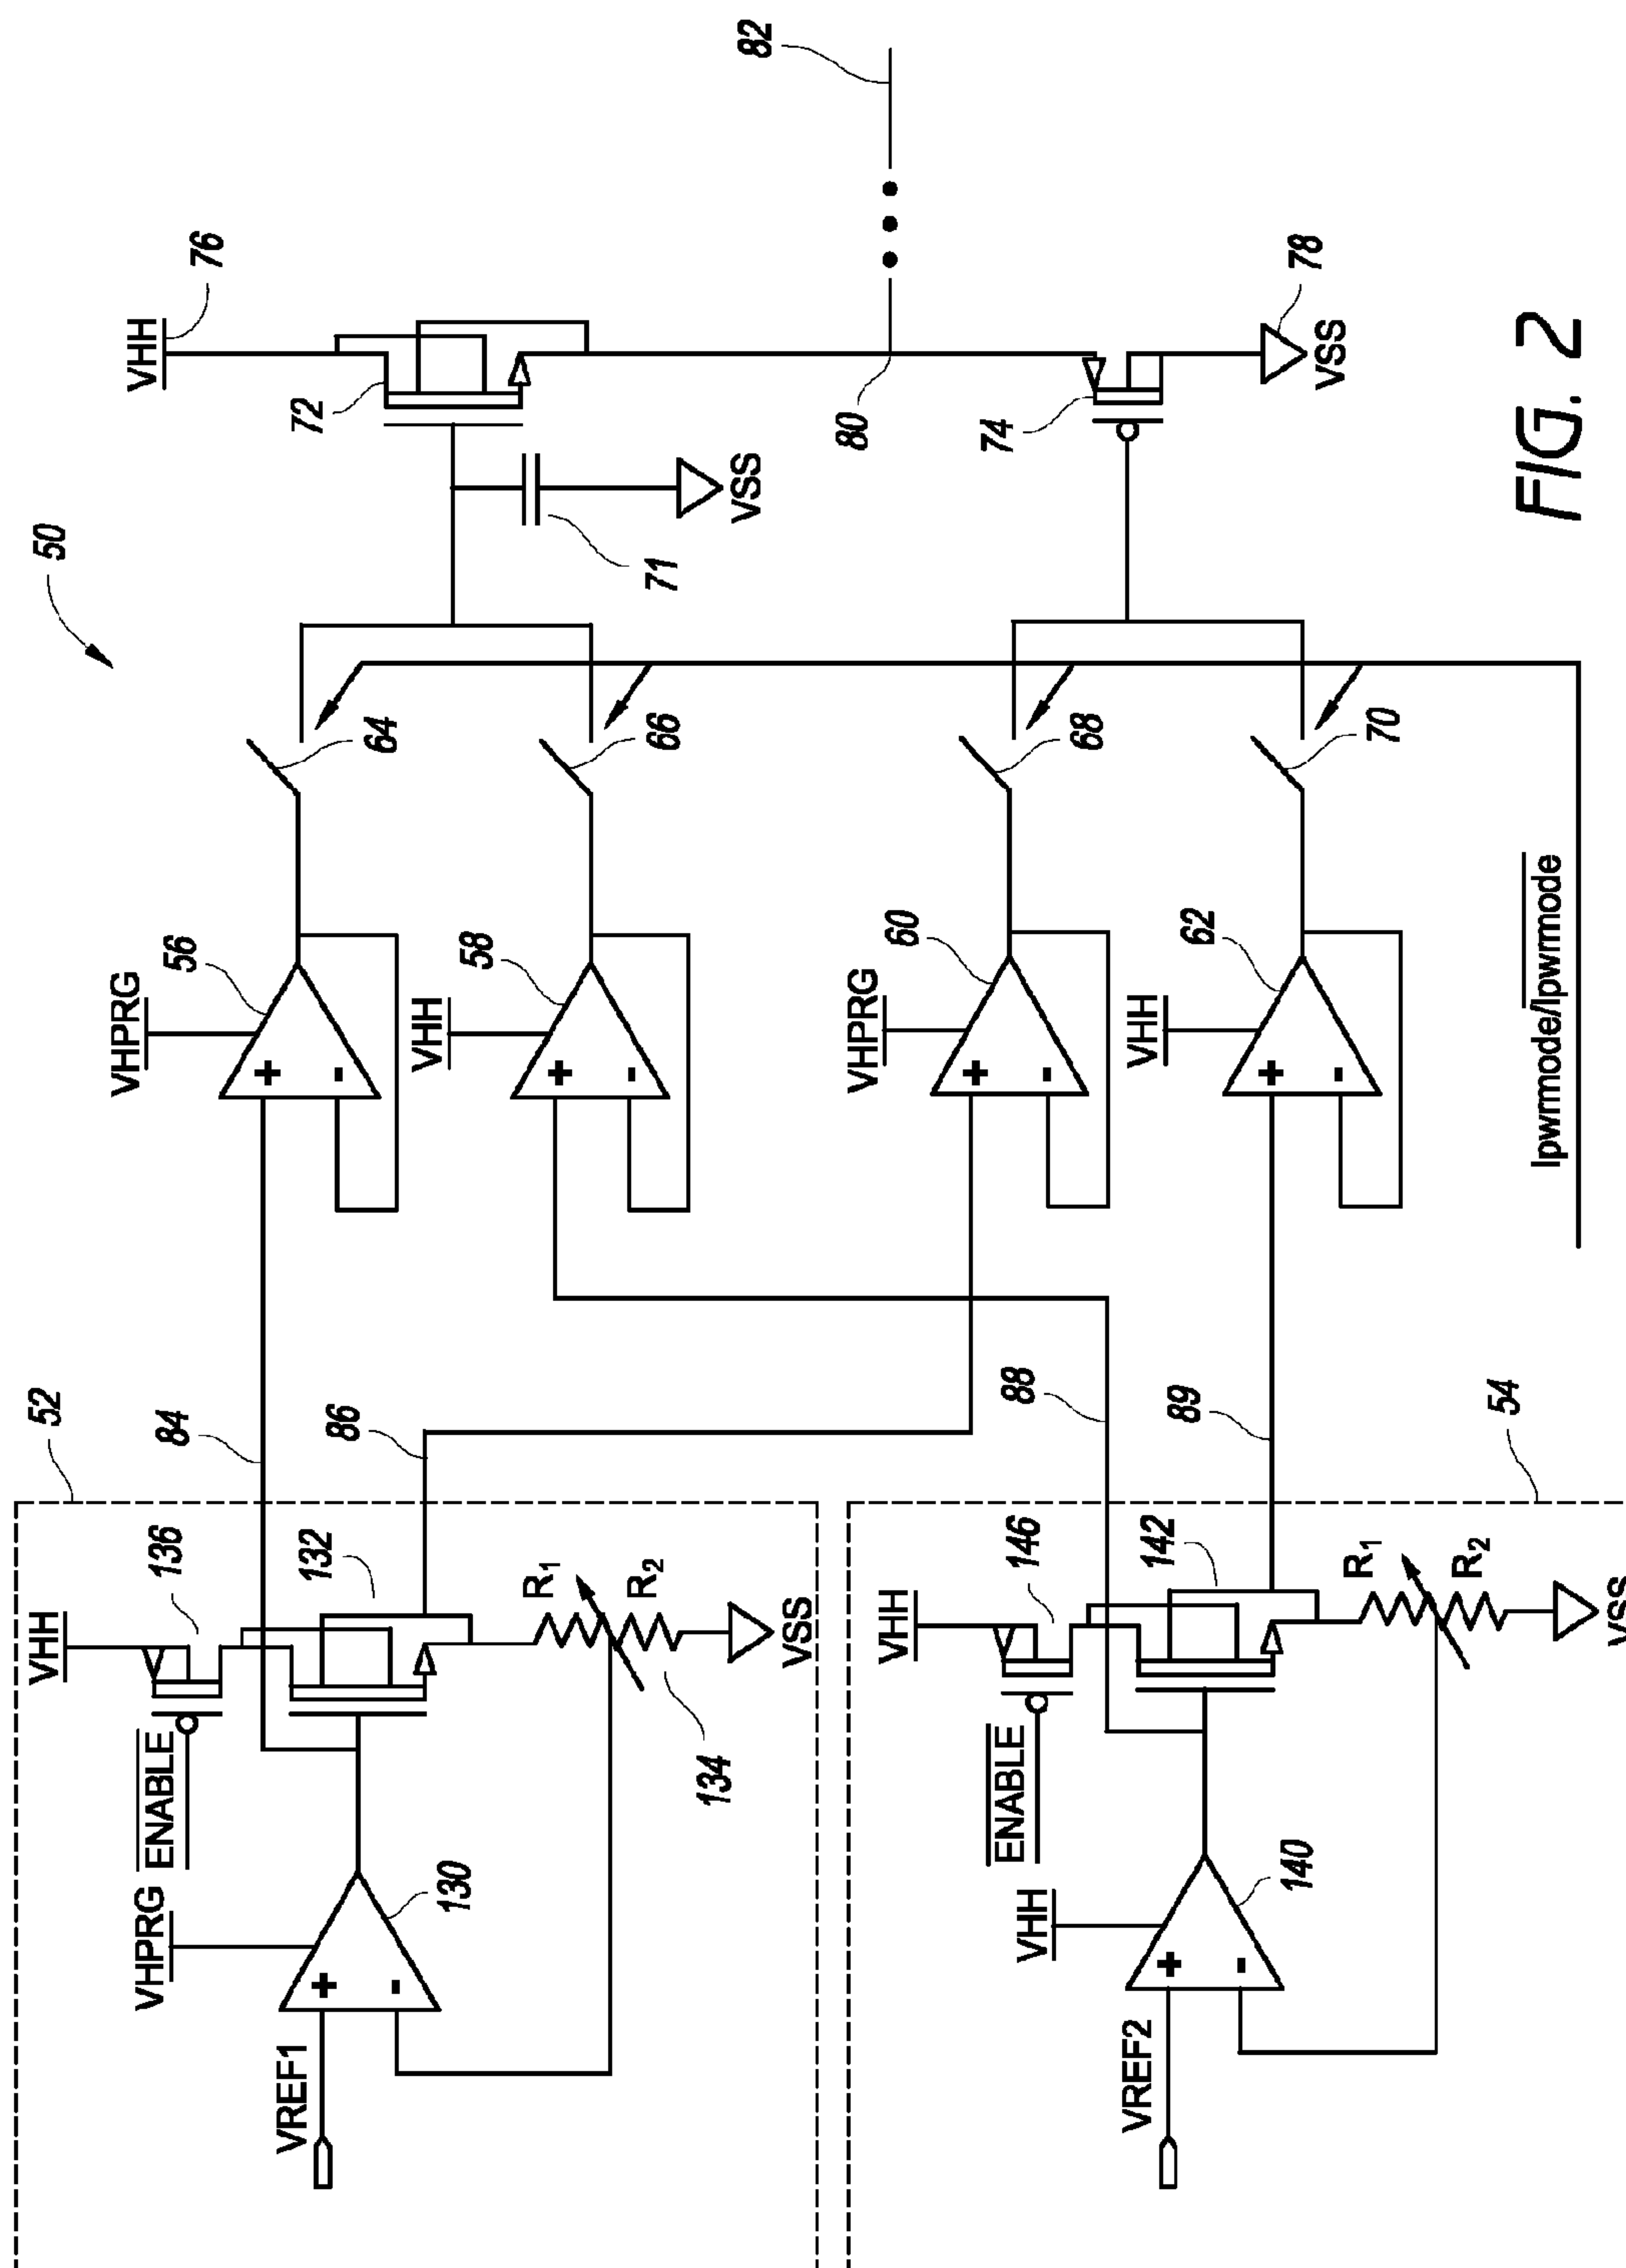 50
52
VHH
136
ENABLE
VHPRG
84
132
86
R1
R2
134
VSS
130
VREF1
VHPRG
56
64
VHH
58
66
VHH
76
72
71
VSS
80
82
54
VHH
146
ENABLE
VHH
88
142
89
R1
R2
VSS
140
VREF2
VHPRG
60
68
VHH
62
70
74
78
VSS
lpwrmode/lpwrmode
FIG. 2